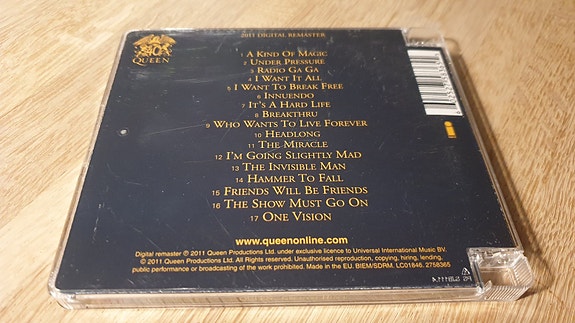 QUEEN
2011 DIGITAL REMASTER
1 A KIND OF MAGIC
2 UNDER PRESSURE
3 RADIO GA GA
4 I WANT IT ALL
5 I WANT TO BREAK FREE
6 INNUENDO
7 IT'S A HARD LIFE
8 BREAKTHRU
9 WHO WANTS TO LIVE FOREVER
10 HEADLONG
11 THE MIRACLE
12 I'M GOING SLIGHTLY MAD
13 THE INVISIBLE MAN
14 HAMMER TO FALL
15 FRIENDS WILL BE FRIENDS
16 THE SHOW MUST GO ON
17 ONE VISION
www.queenonline.com
Digital remaster ℗ 2011 Queen Productions Ltd. under exclusive licence to Universal International Music BV.
© 2011 Queen Productions Ltd. All Rights reserved. Unauthorised reproduction, copying, hiring, lending,
public performance or broadcasting of the work prohibited. Made in the EU. BIEM/SDRM. LC01846. 2758365